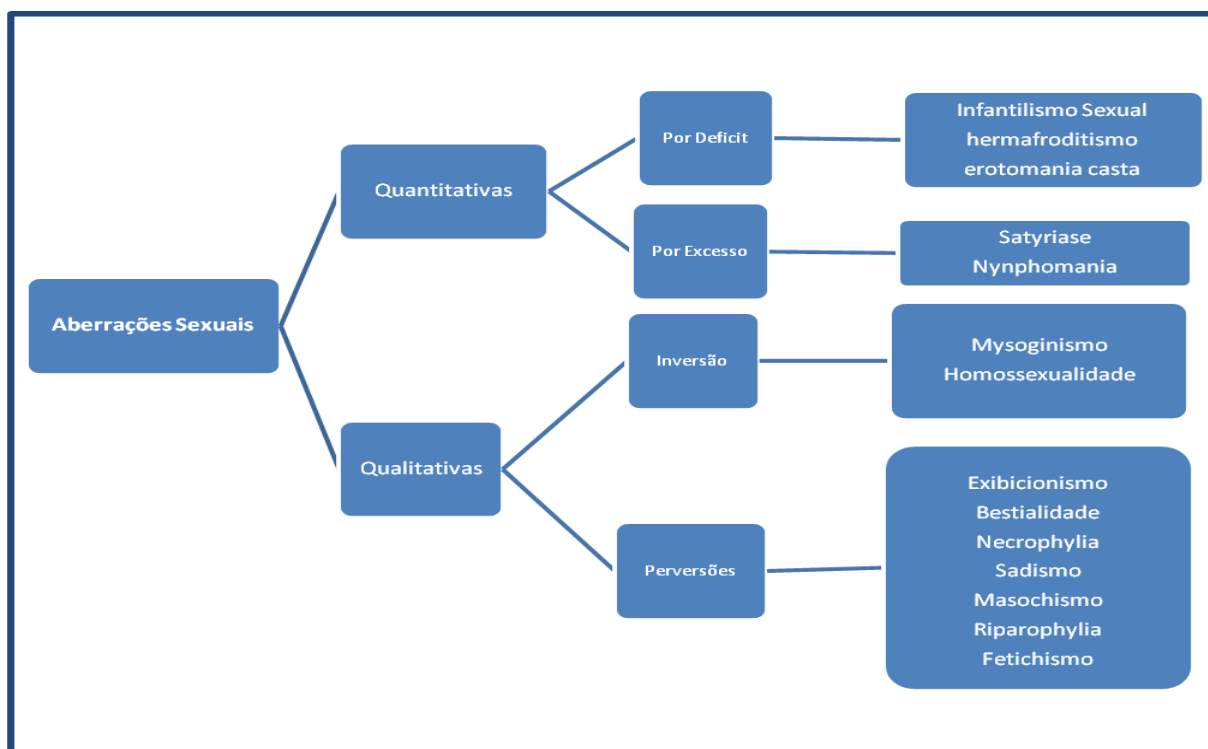 Aberrações Sexuais
Quantitativas
Por Deficit
Infantilismo Sexual
hermafroditismo
erotomania casta
Por Excesso
Satyriase
Nynphomania
Qualitativas
Inversão
Mysoginismo
Homossexualidade
Perversões
Exibicionismo
Bestialidade
Necrophylia
Sadismo
Masochismo
Riparophylia
Fetichismo